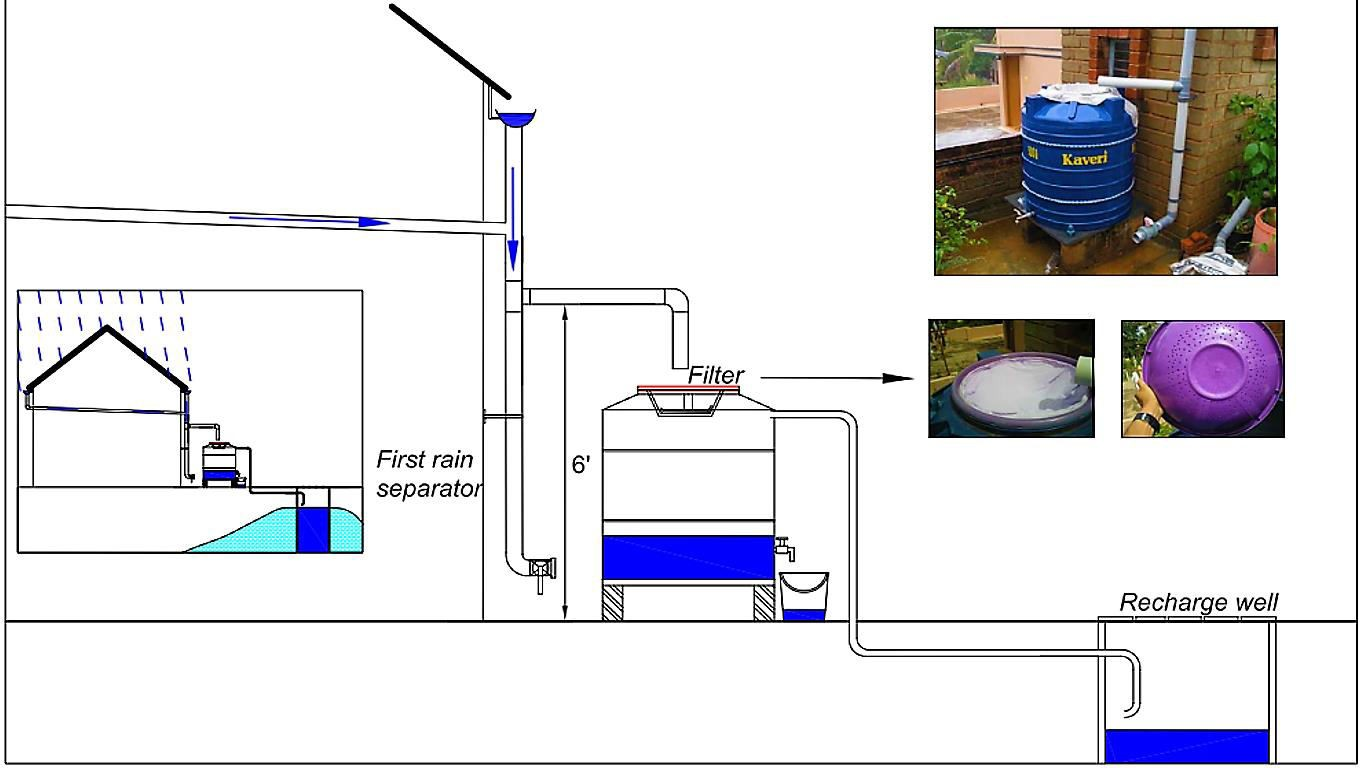 Kaveri
Filter
First rain
separator
6'
Recharge well